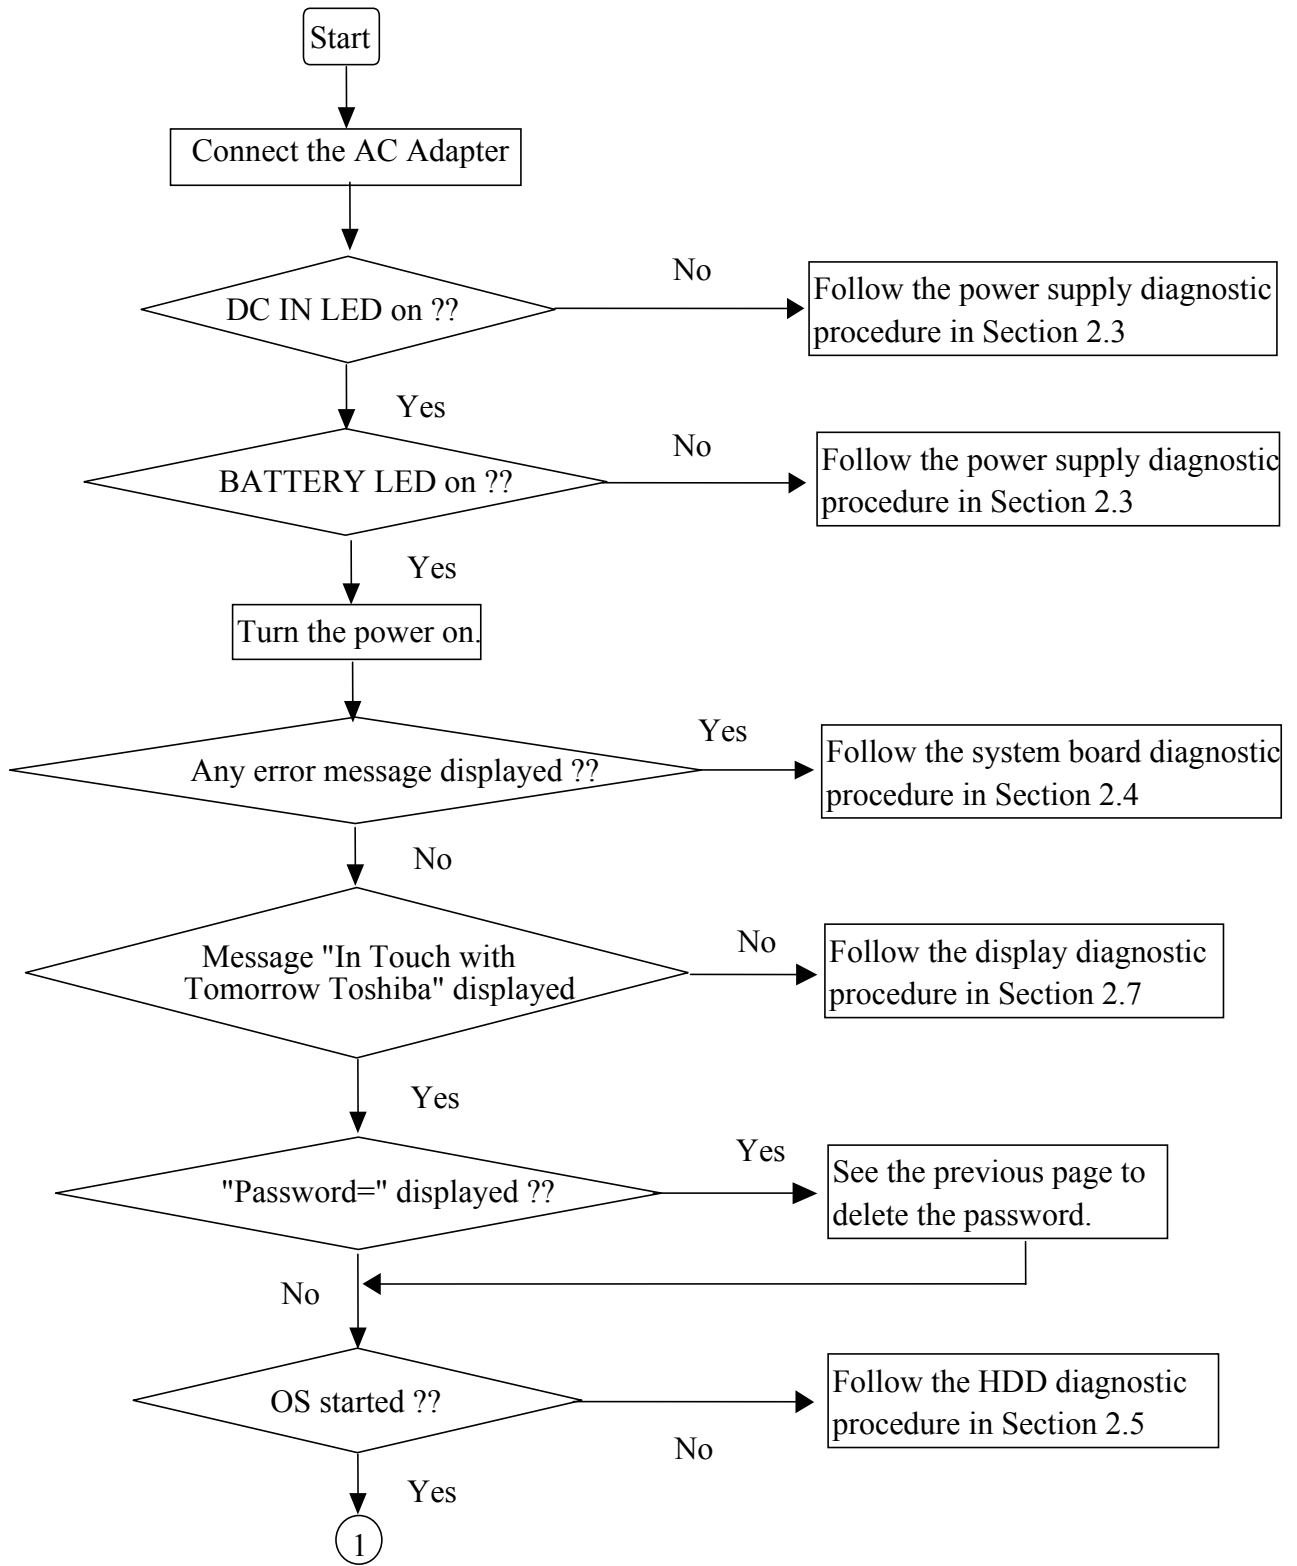 Start
Connect the AC Adapter
No
DC IN LED on ??
Follow the power supply diagnostic
procedure in Section 2.3
Yes
No
BATTERY LED on ??
Follow the power supply diagnostic
procedure in Section 2.3
Yes
Turn the power on.
Yes
Any error message displayed ??
Follow the system board diagnostic
procedure in Section 2.4
No
Message "In Touch with
Tomorrow Toshiba" displayed
No
Follow the display diagnostic
procedure in Section 2.7
Yes
Yes
"Password=" displayed ??
See the previous page to
delete the password.
No
OS started ??
Follow the HDD diagnostic
procedure in Section 2.5
No
Yes
1